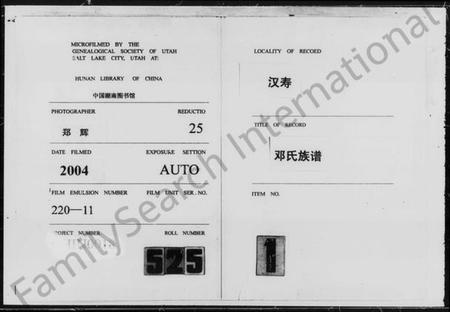 MICROFILMED BY THE
GENEALOGICAL SOCIETY OF UTAH
SALT LAKE CITY, UTAH AT:
HUNAN LIBRARY OF CHINA
中国湖南图书馆
PHOTOGRAPHER
REDUCTIO
郑辉
25
DATE FILMED
EXPOSURE SETTION
2004
AUTO
FILM EMULSION NUMBER
FILM UNIT SER. NO.
220—11
PROJECT NUMBER
ROLL NUMBER
525
LOCALITY OF RECOED
汉寿
TITLE OF RECORD
邓氏族谱
ITEM NO.
1
FamilySearch International